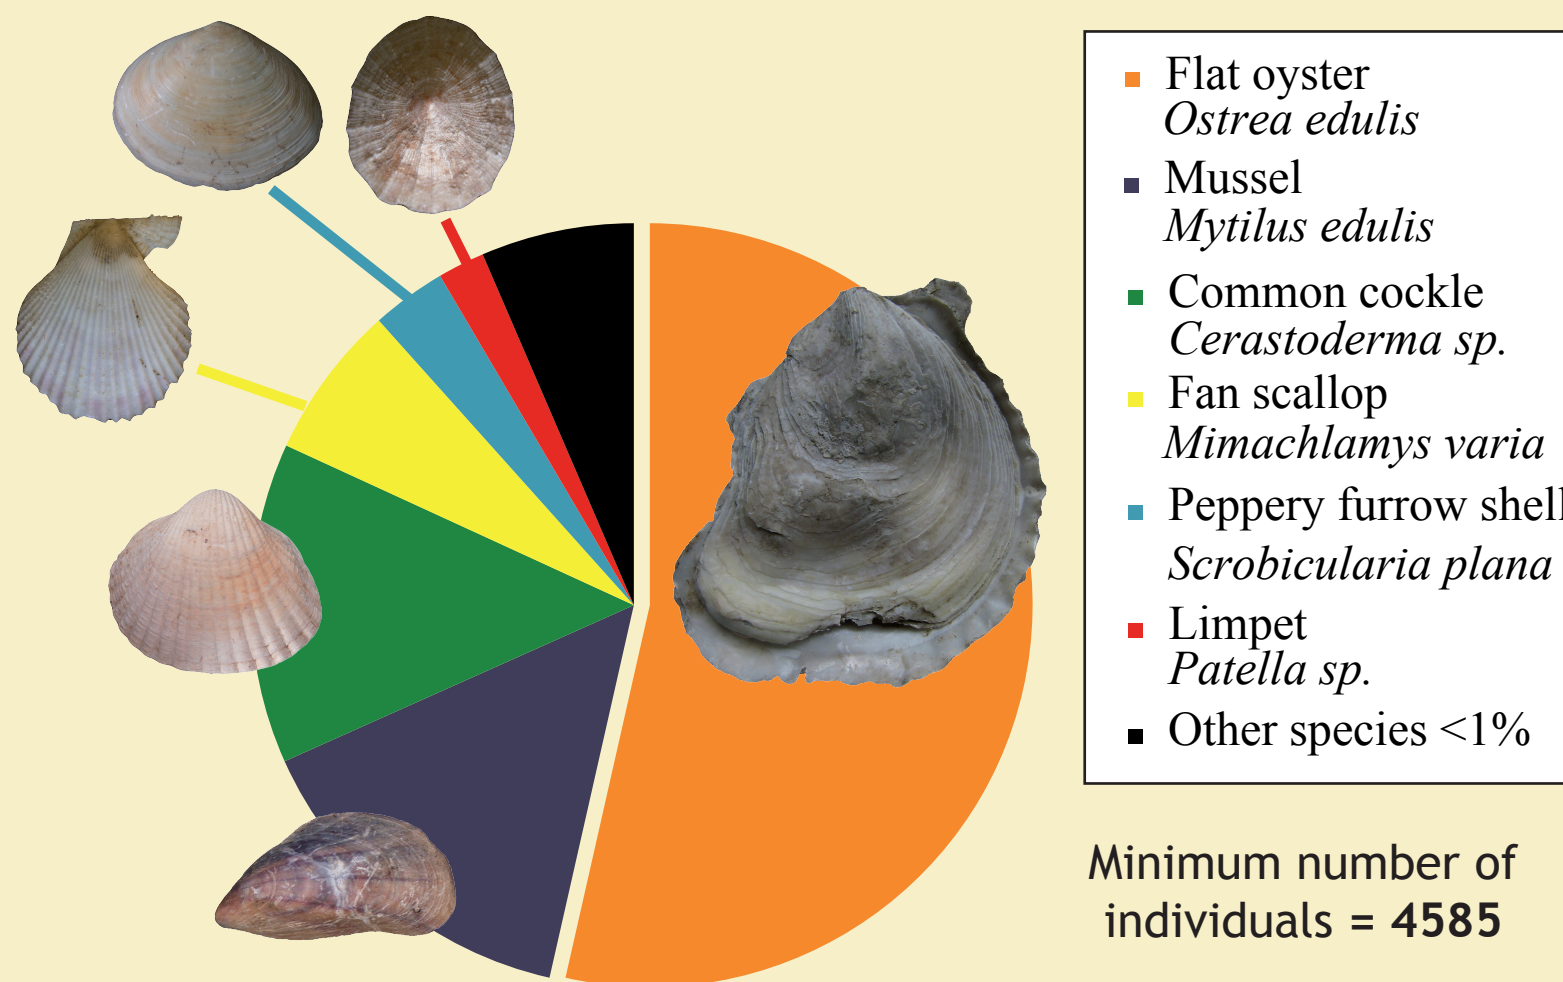 Flat oyster
Ostrea edulis
Mussel
Mytilus edulis
Common cockle
Cerastoderma sp.
Fan scallop
Mimachlamys varia
Peppery furrow shell
Scrobicularia plana
Limpet
Patella sp.
Other species <1%
Minimum number of
individuals = 4585